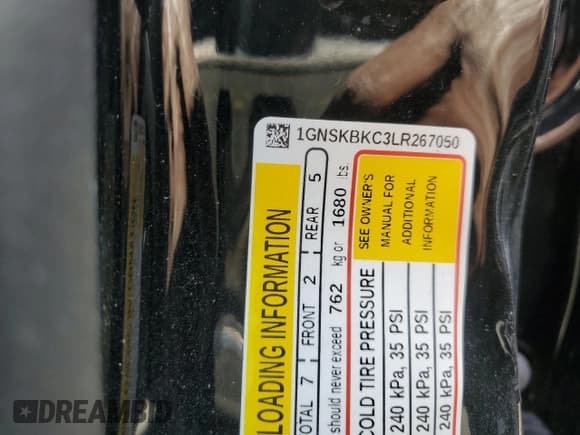 1GNSKBKC3LR267050
LOADING INFORMATION
OTAL 7 FRONT 2 REAR 5
should never exceed 762 kg or 1680 lbs.
COLD TIRE PRESSURE
240 kPa, 35 PSI
240 kPa, 35 PSI
240 kPa, 35 PSI
SEE OWNER'S
MANUAL FOR
ADDITIONAL
INFORMATION
DREAMBID